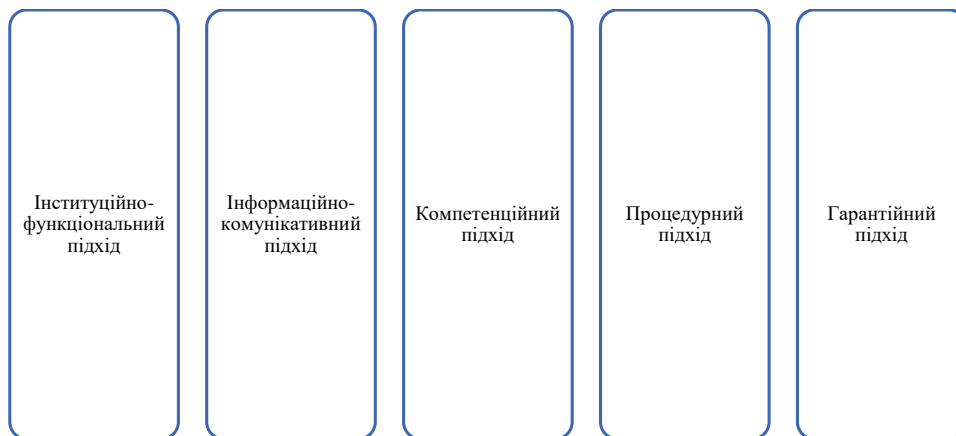 Інституційно-
функціональний
підхід
Інформаційно-
комунікативний
підхід
Компетенційний
підхід
Процедурний
підхід
Гарантійний
підхід